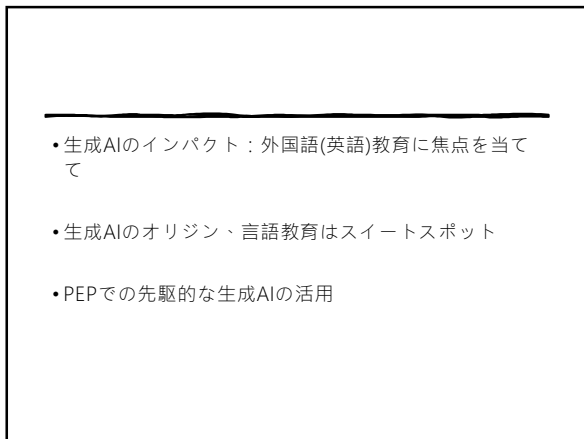 • 生成AIのインパクト：外国語(英語)教育に焦点を当て
て
• 生成AIのオリジン、言語教育はスイートスポット
• PEPでの先駆的な生成AIの活用